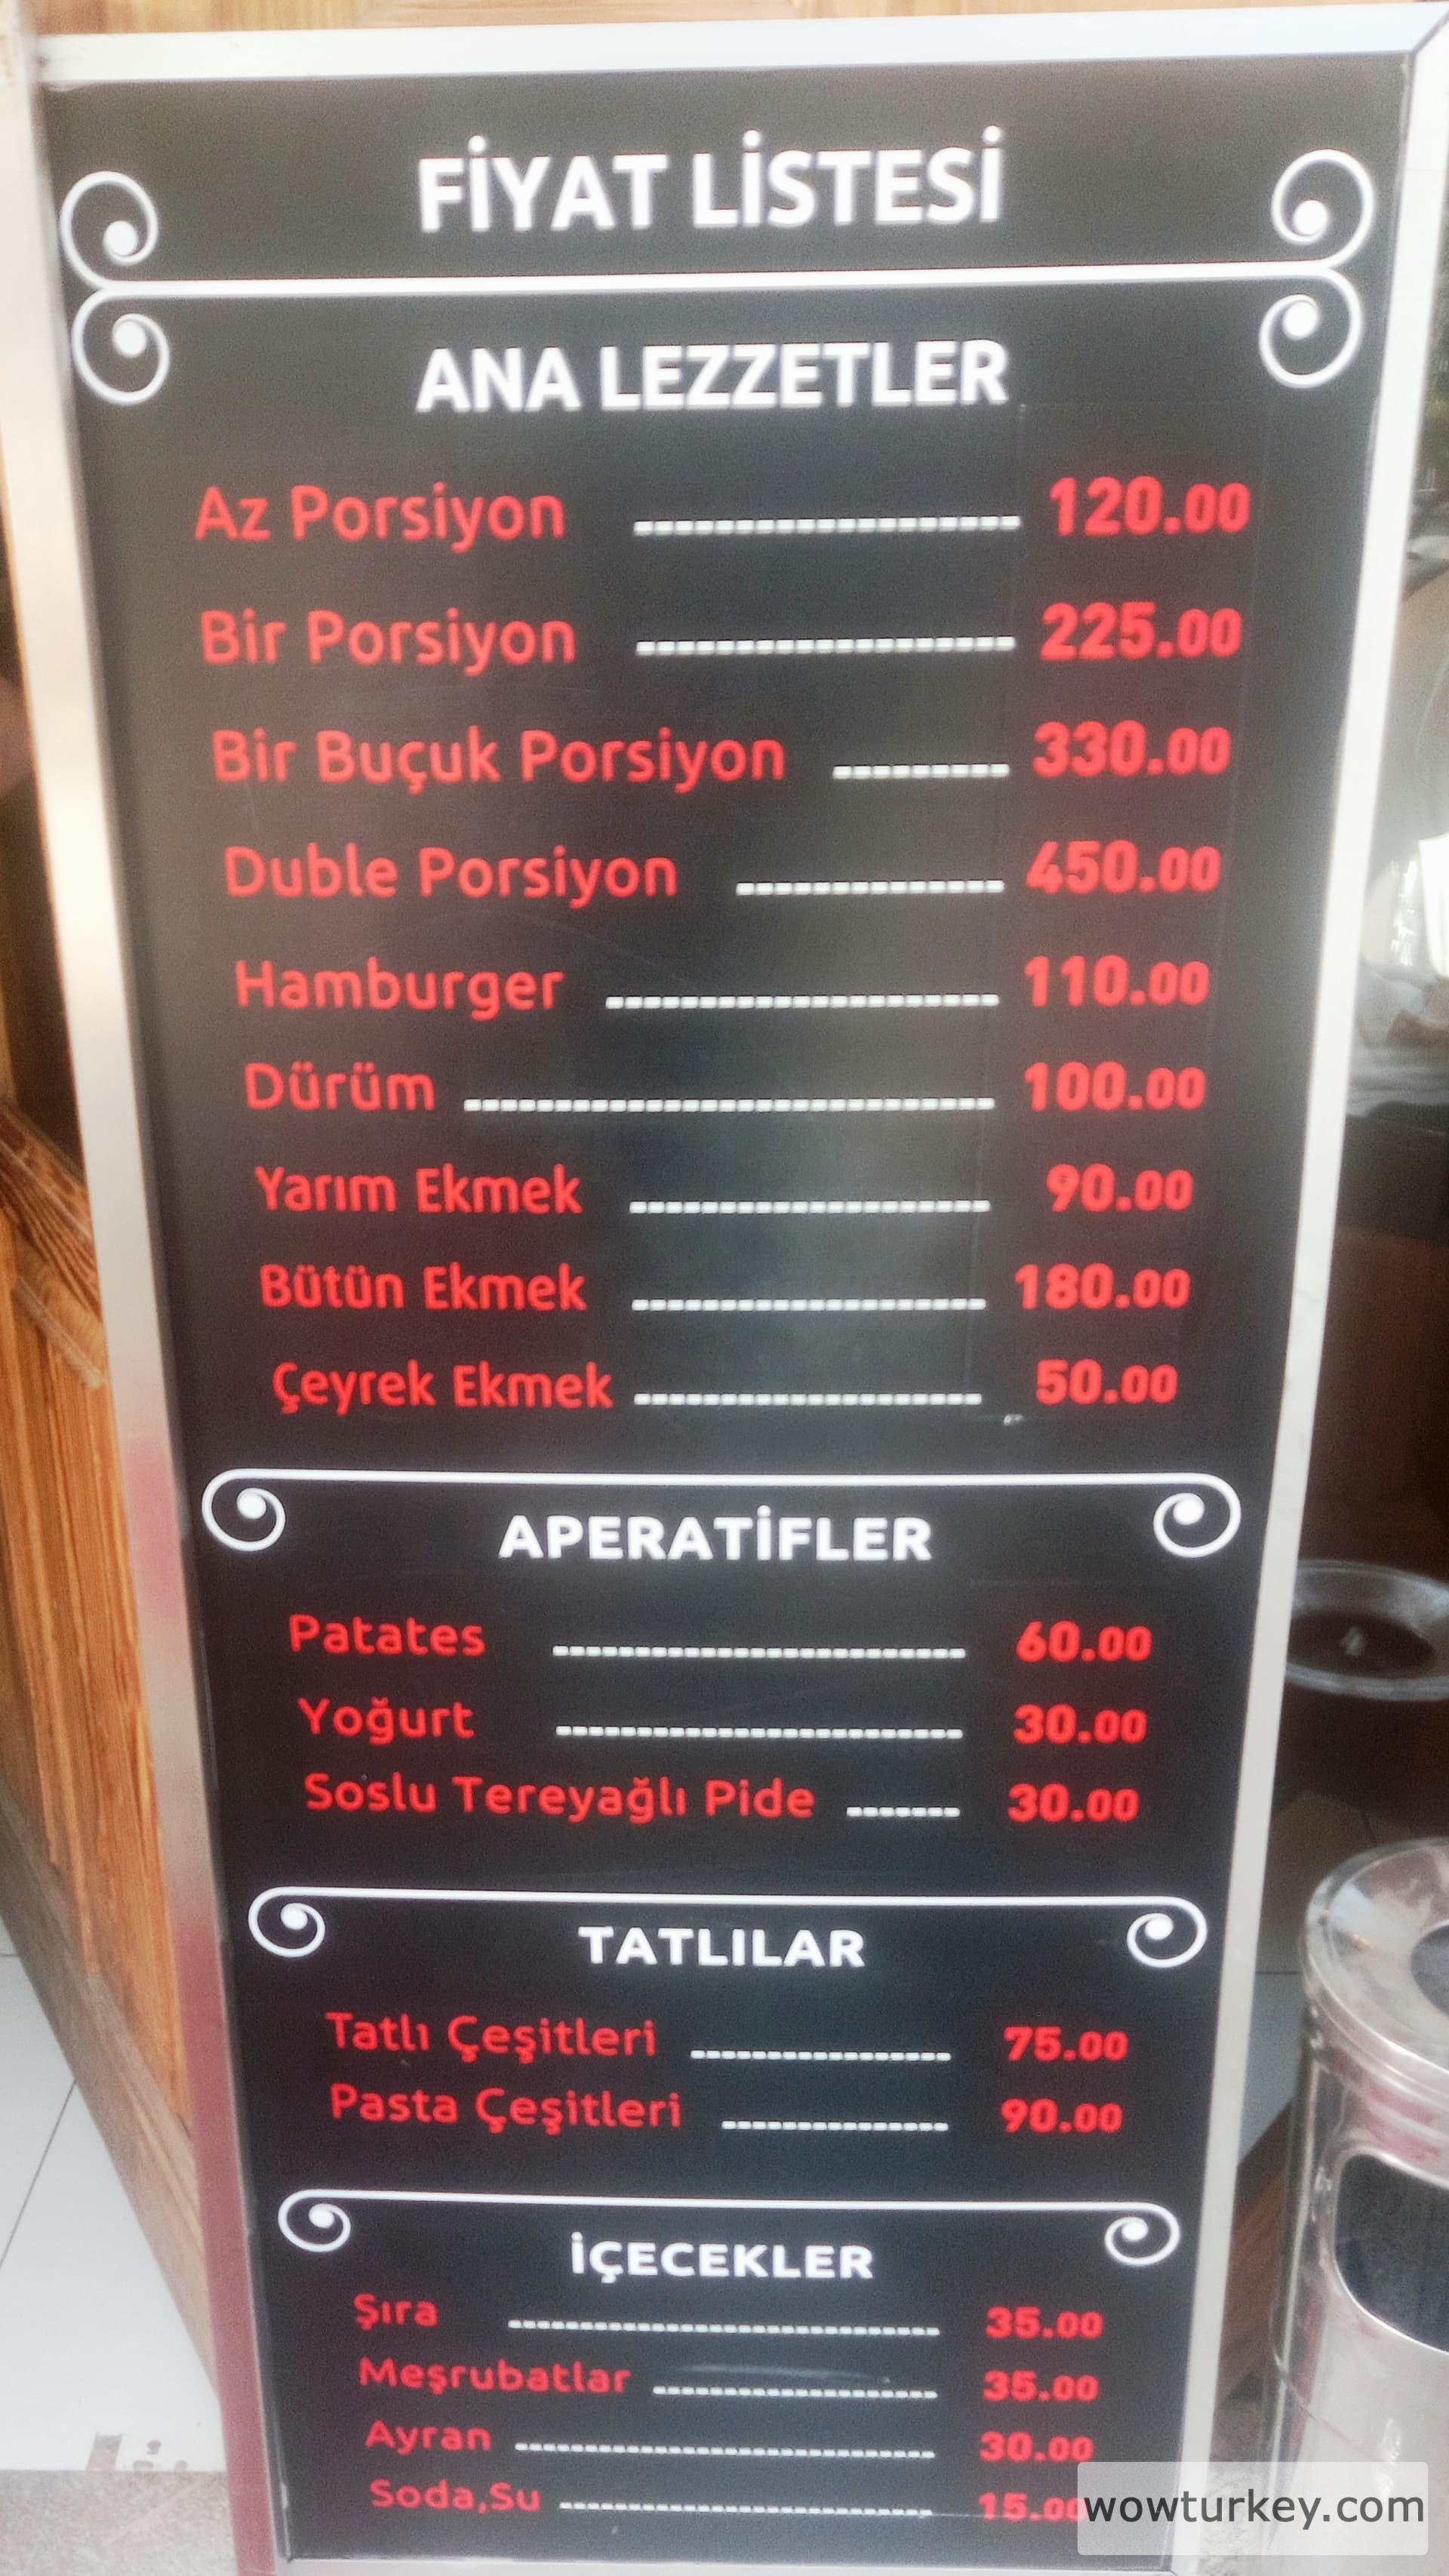 FİYAT LİSTESİ
ANA LEZZETLER
Az Porsiyon ........................ 120.00
Bir Porsiyon ........................ 225.00
Bir Buçuk Porsiyon ........... 330.00
Duble Porsiyon ................. 450.00
Hamburger ........................ 110.00
Dürüm ................................ 100.00
Yarım Ekmek ...................... 90.00
Bütün Ekmek ...................... 180.00
Çeyrek Ekmek ..................... 50.00
APERATİFLER
Patates ........................... 60.00
Yoğurt ........................... 30.00
Soslu Tereyağlı Pide ....... 30.00
TATLILAR
Tatlı Çeşitleri ................. 75.00
Pasta Çeşitleri ............... 90.00
İÇECEKLER
Şıra ................................ 35.00
Meşrubatlar ..................... 35.00
Ayran ................................ 30.00
Soda,Su ............................ 15.00
wowturkey.com